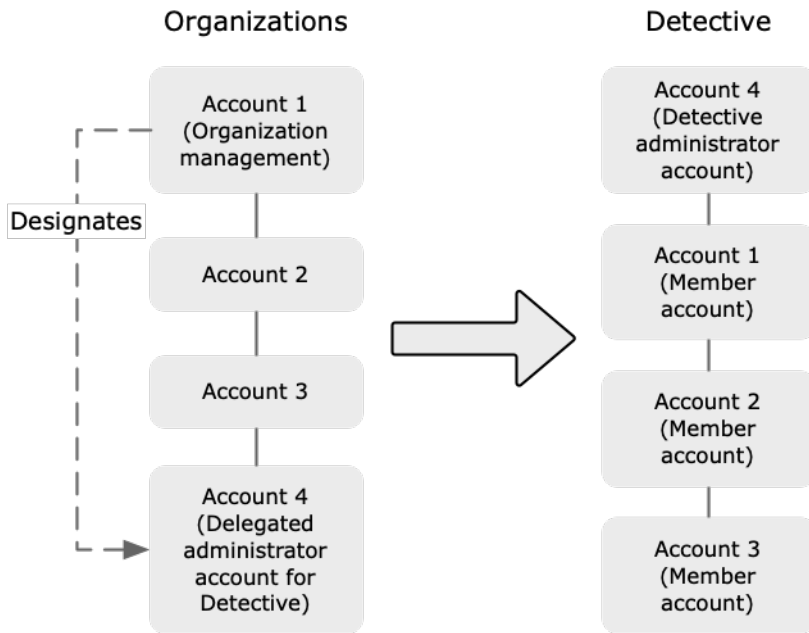 Organizations
Account 1
(Organization
management)
Designates
Account 2
Account 3
Account 4
(Delegated
administrator
account for
Detective)
Detective
Account 4
(Detective
administrator
account)
Account 1
(Member
account)
Account 2
(Member
account)
Account 3
(Member
account)